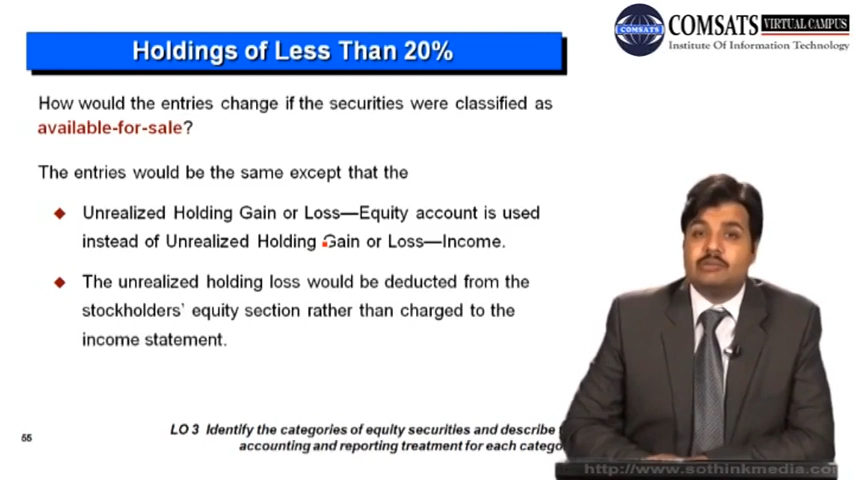 COMSATS VIRTUAL CAMPUS
Institute Of Information Technology
COMSATS
Holdings of Less Than 20%
How would the entries change if the securities were classified as
available-for-sale?
The entries would be the same except that the
Unrealized Holding Gain or Loss—Equity account is used
instead of Unrealized Holding Gain or Loss—Income.
The unrealized holding loss would be deducted from the
stockholders' equity section rather than charged to the
income statement.
LO 3 Identify the categories of equity securities and describe
55
accounting and reporting treatment for each catego
http://www.sothinkmedia.com